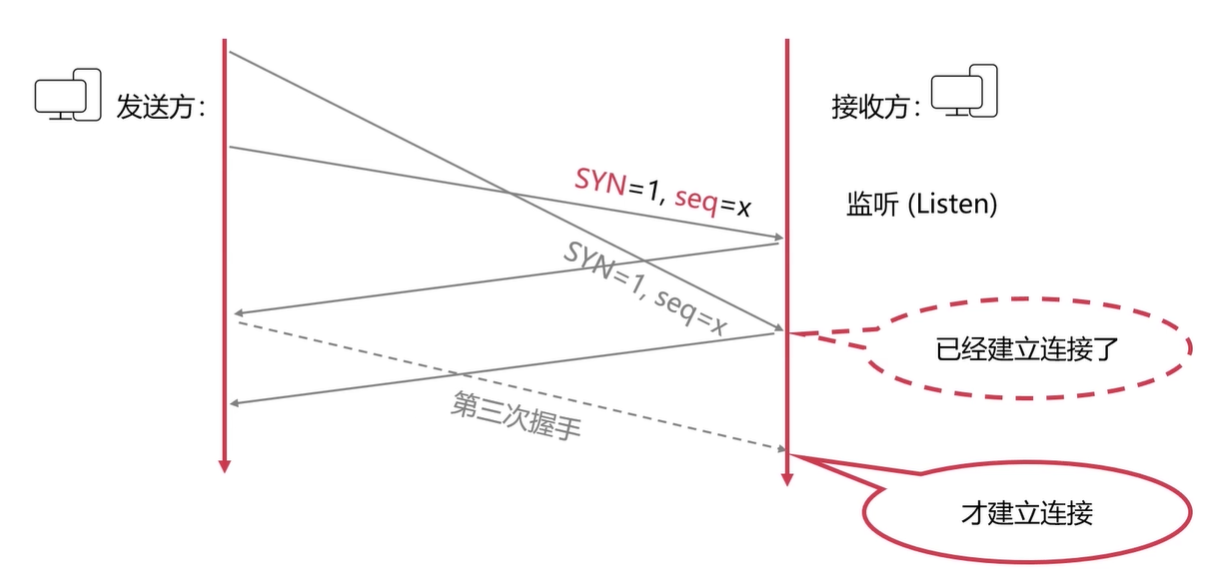 发送方：
接收方：
SYN=1, seq=x
监听 (Listen)
SYN=1, seq=x
已经建立连接了
第三次握手
才建立连接